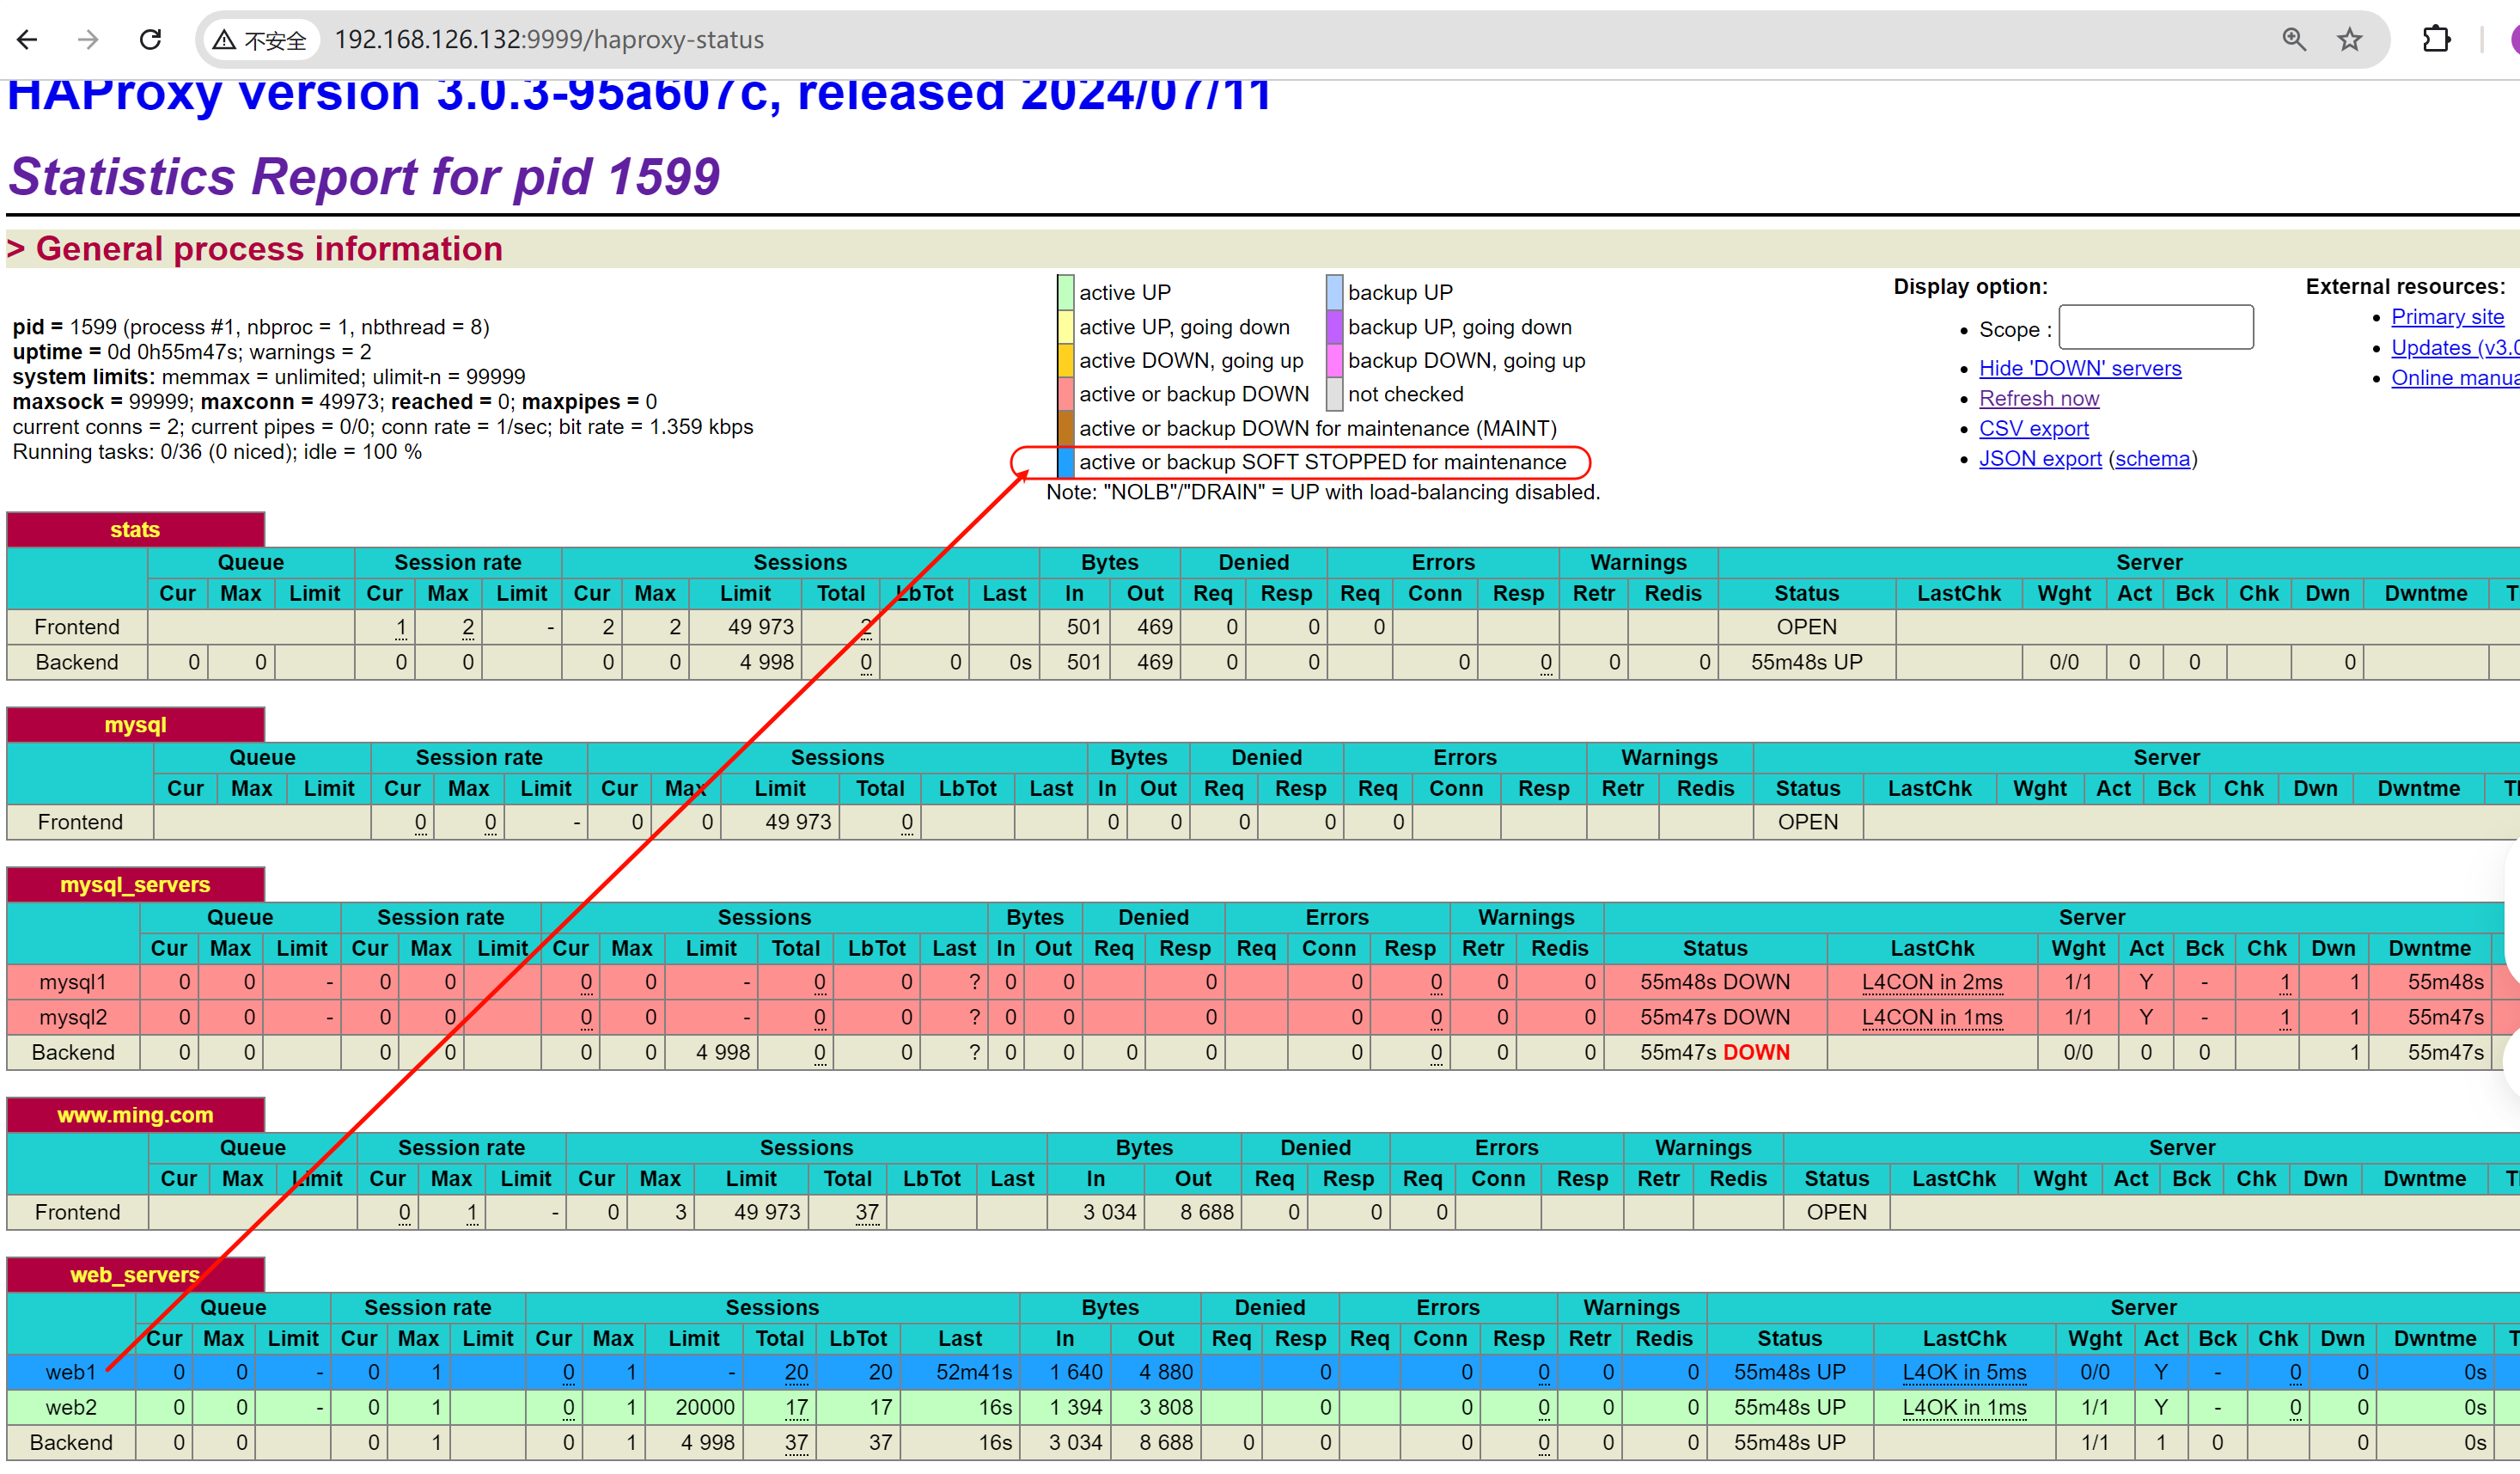 不安全 192.168.126.132:9999/haproxy-status
HAProxy version 3.0.3-95a607c, released 2024/07/11
Statistics Report for pid 1599
> General process information
pid = 1599 (process #1, nbproc = 1, nbthread = 8)
uptime = 0d 0h55m47s; warnings = 2
system limits: memmax = unlimited; ulimit-n = 99999
maxsock = 99999; maxconn = 49973; reached = 0; maxpipes = 0
current conns = 2; current pipes = 0/0; conn rate = 1/sec; bit rate = 1.359 kbps
Running tasks: 0/36 (0 niced); idle = 100 %
active UP backup UP
active UP, going down backup UP, going down
active DOWN, going up backup DOWN, going up
active or backup DOWN not checked
active or backup DOWN for maintenance (MAINT)
active or backup SOFT STOPPED for maintenance
Note: "NOLB"/"DRAIN" = UP with load-balancing disabled.
Display option:
• Scope :
• Hide 'DOWN' servers
• Refresh now
• CSV export
• JSON export (schema)
External resources:
• Primary site
• Updates (v3.0
• Online manua
stats
Queue Session rate Sessions Bytes Denied Errors Warnings Server
Cur Max Limit Cur Max Limit Cur Max Limit Total LbTot Last In Out Req Resp Req Conn Resp Retr Redis Status LastChk Wght Act Bck Chk Dwn Dwntme T
Frontend 1 2 - 2 2 49 973 2 501 469 0 0 0 OPEN
Backend 0 0 0 0 0 0 4 998 0 0 0s 501 469 0 0 0 0 0 0 55m48s UP 0/0 0 0 0
mysql
Queue Session rate Sessions Bytes Denied Errors Warnings Server
Cur Max Limit Cur Max Limit Cur Max Limit Total LbTot Last In Out Req Resp Req Conn Resp Retr Redis Status LastChk Wght Act Bck Chk Dwn Dwntme Th
Frontend 0 0 - 0 0 49 973 0 0 0 0 0 0 OPEN
mysql_servers
Queue Session rate Sessions Bytes Denied Errors Warnings Server
Cur Max Limit Cur Max Limit Cur Max Limit Total LbTot Last In Out Req Resp Req Conn Resp Retr Redis Status LastChk Wght Act Bck Chk Dwn Dwntme
mysql1 0 0 - 0 0 0 0 - 0 0 ? 0 0 0 0 0 0 0 55m48s DOWN L4CON in 2ms 1/1 Y - 1 1 55m48s
mysql2 0 0 - 0 0 0 0 - 0 0 ? 0 0 0 0 0 0 0 55m47s DOWN L4CON in 1ms 1/1 Y - 1 1 55m47s
Backend 0 0 0 0 0 0 4 998 0 0 ? 0 0 0 0 0 0 0 0 55m47s DOWN 0/0 0 0 1 55m47s
www.ming.com
Queue Session rate Sessions Bytes Denied Errors Warnings Server
Cur Max Limit Cur Max Limit Cur Max Limit Total LbTot Last In Out Req Resp Req Conn Resp Retr Redis Status LastChk Wght Act Bck Chk Dwn Dwntme T
Frontend 0 1 - 0 3 49 973 37 3 034 8 688 0 0 0 OPEN
web_servers
Queue Session rate Sessions Bytes Denied Errors Warnings Server
Cur Max Limit Cur Max Limit Cur Max Limit Total LbTot Last In Out Req Resp Req Conn Resp Retr Redis Status LastChk Wght Act Bck Chk Dwn Dwntme T
web1 0 0 - 0 1 0 1 - 20 20 52m41s 1 640 4 880 0 0 0 0 0 55m48s UP L4OK in 5ms 0/0 Y - 0 0 0s
web2 0 0 - 0 1 0 1 20000 17 17 16s 1 394 3 808 0 0 0 0 0 55m48s UP L4OK in 1ms 1/1 Y - 0 0 0s
Backend 0 0 0 1 0 1 4 998 37 37 16s 3 034 8 688 0 0 0 0 0 0 55m48s UP 1/1 1 0 0 0s